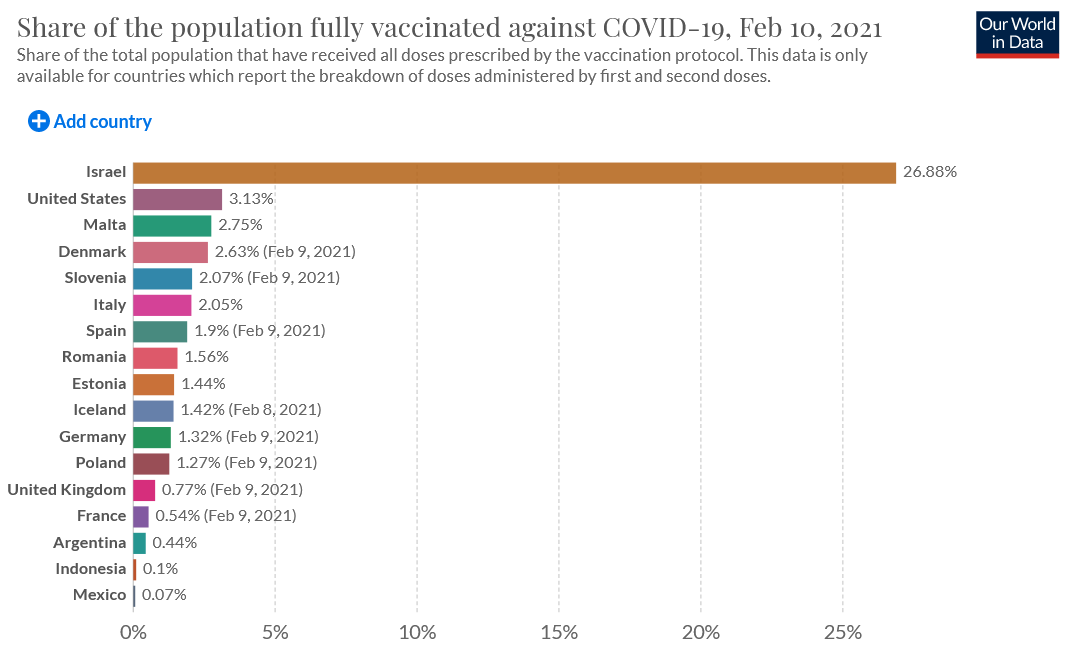 Share of the population fully vaccinated against COVID-19, Feb 10, 2021
Our World
in Data
Share of the total population that have received all doses prescribed by the vaccination protocol. This data is only
available for countries which report the breakdown of doses administered by first and second doses.
Add country
Israel 26.88%
United States 3.13%
Malta 2.75%
Denmark 2.63% (Feb 9, 2021)
Slovenia 2.07% (Feb 9, 2021)
Italy 2.05%
Spain 1.9% (Feb 9, 2021)
Romania 1.56%
Estonia 1.44%
Iceland 1.42% (Feb 8, 2021)
Germany 1.32% (Feb 9, 2021)
Poland 1.27% (Feb 9, 2021)
United Kingdom 0.77% (Feb 9, 2021)
France 0.54% (Feb 9, 2021)
Argentina 0.44%
Indonesia 0.1%
Mexico 0.07%
0% 5% 10% 15% 20% 25%